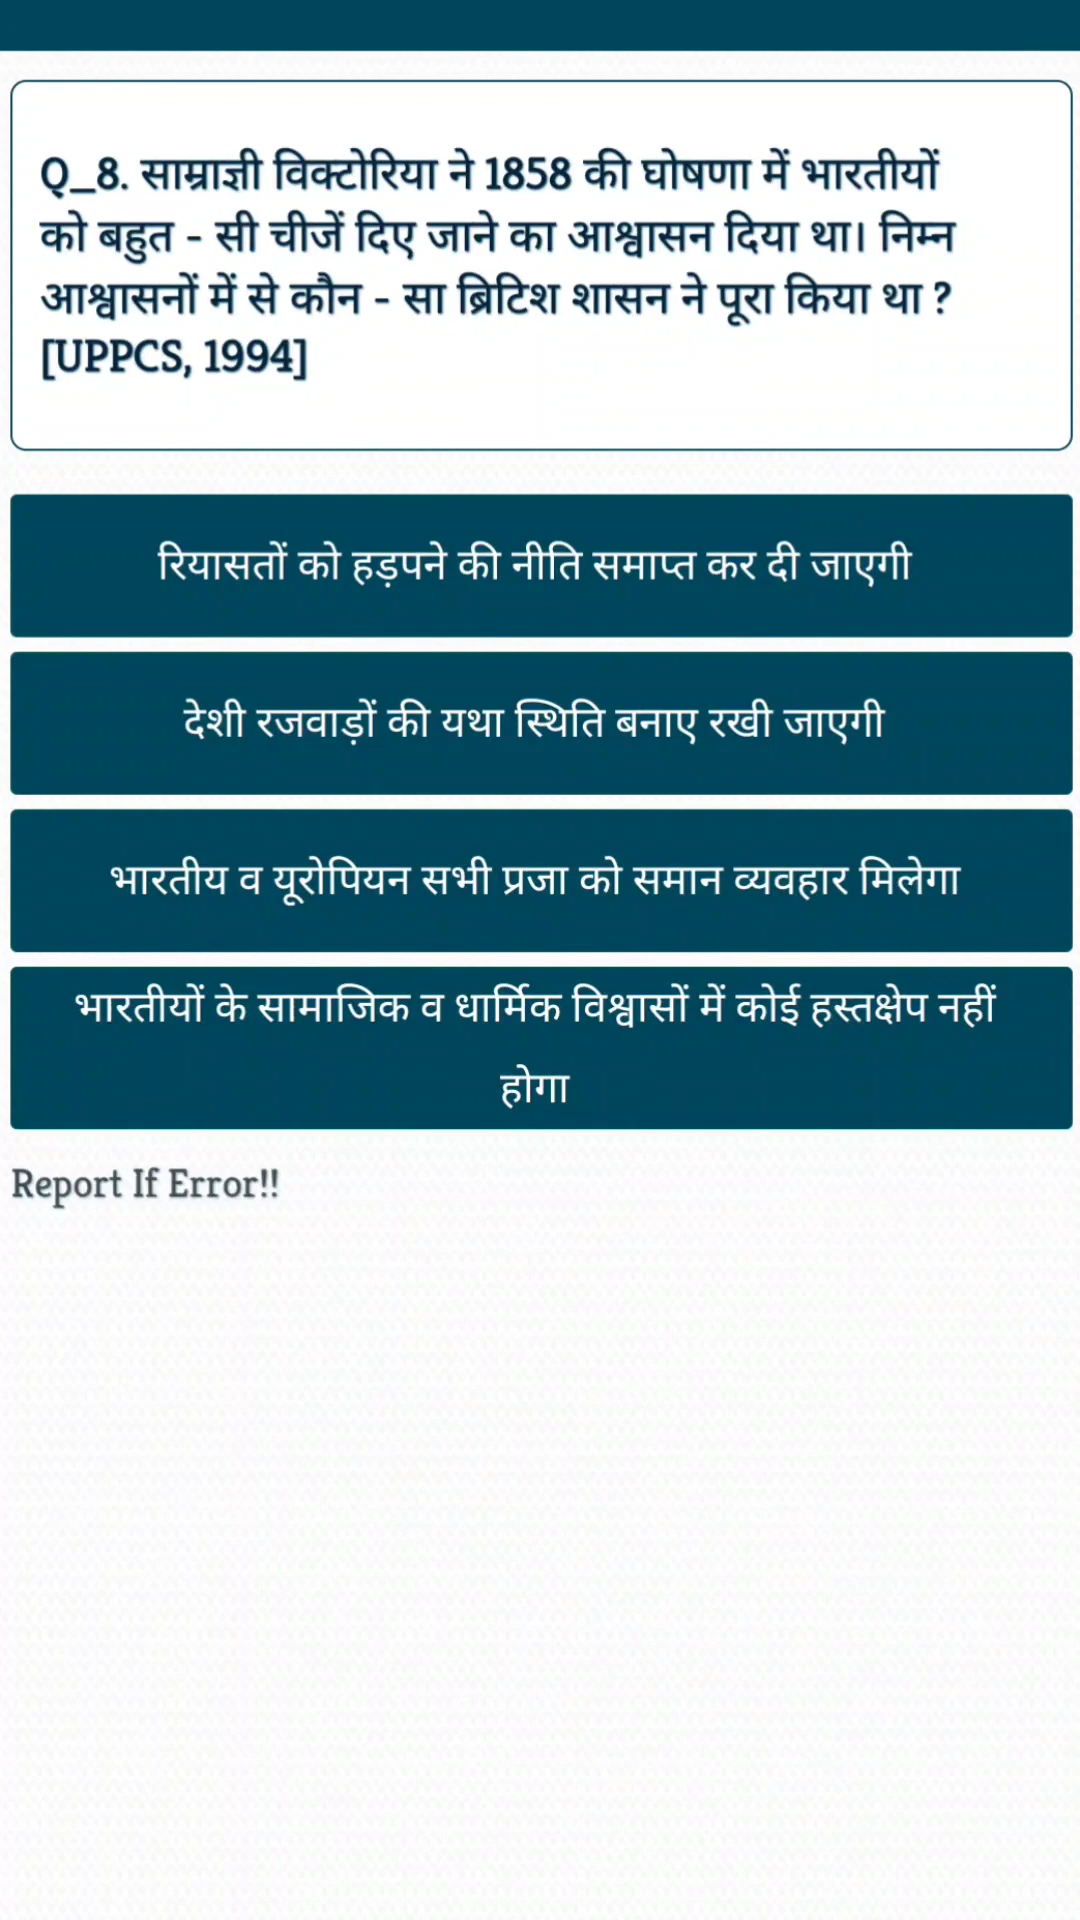 Q_8. साम्राज्ञी विक्टोरिया ने 1858 की घोषणा में भारतीयों
को बहुत - सी चीजें दिए जाने का आश्वासन दिया था। निम्न
आश्वासनों में से कौन - सा ब्रिटिश शासन ने पूरा किया था ?
[UPPCS, 1994]
रियासतों को हड़पने की नीति समाप्त कर दी जाएगी
देशी रजवाड़ों की यथा स्थिति बनाए रखी जाएगी
भारतीय व यूरोपियन सभी प्रजा को समान व्यवहार मिलेगा
भारतीयों के सामाजिक व धार्मिक विश्वासों में कोई हस्तक्षेप नहीं
होगा
Report If Error!!